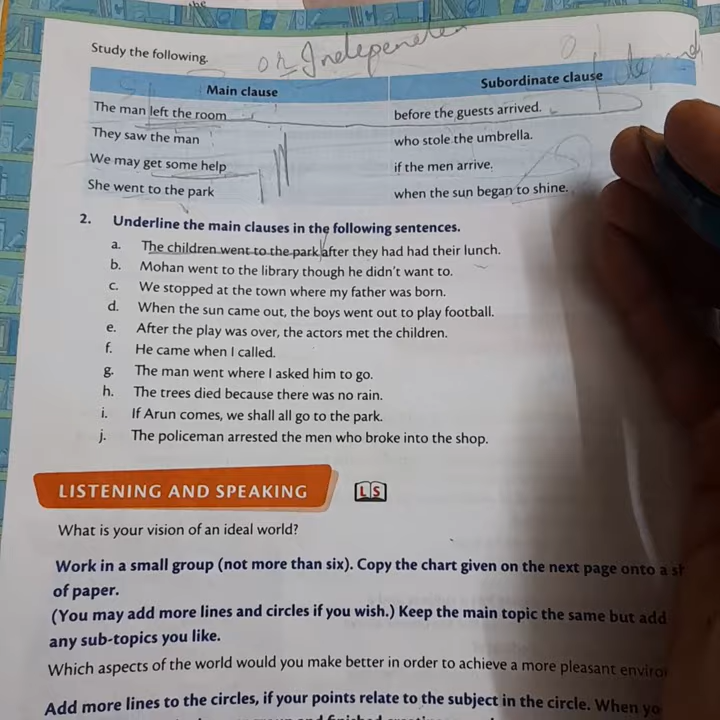 the
or Independen
Study the following.
depend
Main clause Subordinate clause
The man left the room before the guests arrived.
They saw the man who stole the umbrella.
We may get some help if the men arrive.
She went to the park when the sun began to shine.
2. Underline the main clauses in the following sentences.
a. The children went to the park after they had had their lunch.
b. Mohan went to the library though he didn't want to.
c. We stopped at the town where my father was born.
d. When the sun came out, the boys went out to play football.
e. After the play was over, the actors met the children.
f. He came when I called.
g. The man went where I asked him to go.
h. The trees died because there was no rain.
i. If Arun comes, we shall all go to the park.
j. The policeman arrested the men who broke into the shop.
LISTENING AND SPEAKING LS
What is your vision of an ideal world?
Work in a small group (not more than six). Copy the chart given on the next page onto a sh
of paper.
(You may add more lines and circles if you wish.) Keep the main topic the same but add
any sub-topics you like.
Which aspects of the world would you make better in order to achieve a more pleasant enviro
Add more lines to the circles, if your points relate to the subject in the circle. When yo